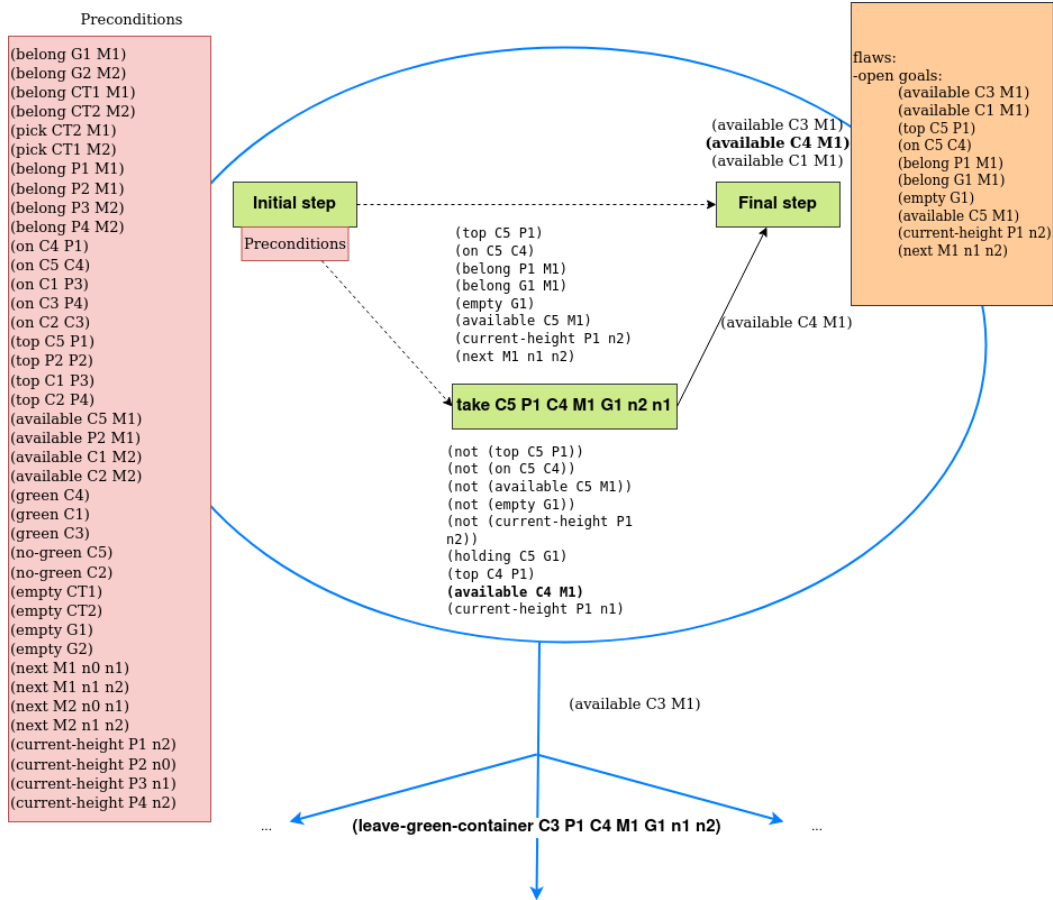 Preconditions
(belong G1 M1)
(belong G2 M2)
(belong CT1 M1)
(belong CT2 M2)
(pick CT2 M1)
(pick CT1 M2)
(belong P1 M1)
(belong P2 M1)
(belong P3 M2)
(belong P4 M2)
(on C4 P1)
(on C5 C4)
(on C1 P3)
(on C3 P4)
(on C2 C3)
(top C5 P1)
(top P2 P2)
(top C1 P3)
(top C2 P4)
(available C5 M1)
(available P2 M1)
(available C1 M2)
(available C2 M2)
(green C4)
(green C1)
(green C3)
(no-green C5)
(no-green C2)
(empty CT1)
(empty CT2)
(empty G1)
(empty G2)
(next M1 n0 n1)
(next M1 n1 n2)
(next M2 n0 n1)
(next M2 n1 n2)
(current-height P1 n2)
(current-height P2 n0)
(current-height P3 n1)
(current-height P4 n2)
Initial step
Preconditions
(available C3 M1)
(available C4 M1)
(available C1 M1)
Final step
(top C5 P1)
(on C5 C4)
(belong P1 M1)
(belong G1 M1)
(empty G1)
(available C5 M1)
(current-height P1 n2)
(next M1 n1 n2)
(available C4 M1)
take C5 P1 C4 M1 G1 n2 n1
(not (top C5 P1))
(not (on C5 C4))
(not (available C5 M1))
(not (empty G1))
(not (current-height P1
n2))
(holding C5 G1)
(top C4 P1)
(available C4 M1)
(current-height P1 n1)
flaws:
-open goals:
(available C3 M1)
(available C1 M1)
(top C5 P1)
(on C5 C4)
(belong P1 M1)
(belong G1 M1)
(empty G1)
(available C5 M1)
(current-height P1 n2)
(next M1 n1 n2)
(available C3 M1)
...
(leave-green-container C3 P1 C4 M1 G1 n1 n2)
...